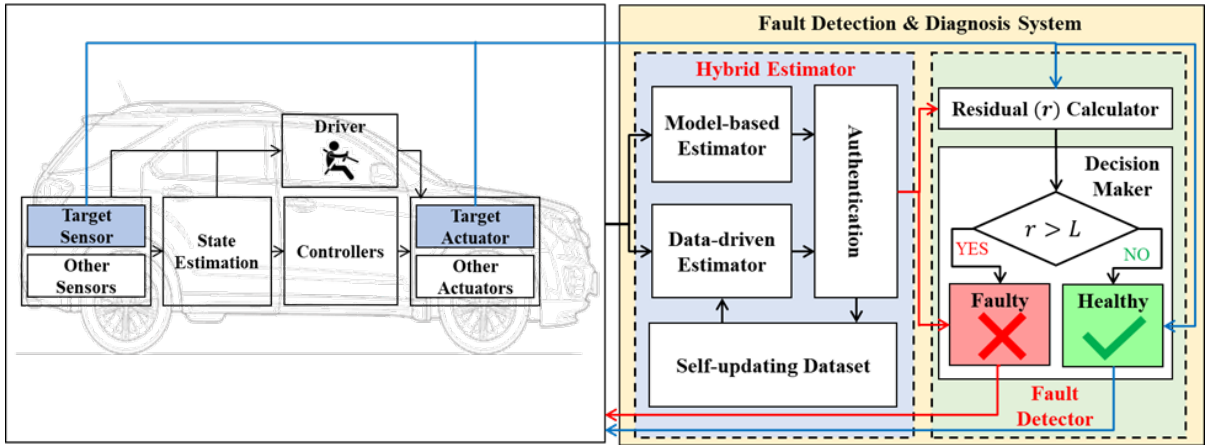 Fault Detection & Diagnosis System
Hybrid Estimator
Driver
Target
Sensor
Other
Sensors
State
Estimation
Controllers
Target
Actuator
Other
Actuators
Model-based
Estimator
Data-driven
Estimator
Authentication
Self-updating Dataset
Residual (r) Calculator
Decision
Maker
r > L
YES
NO
Faulty
Healthy
Fault
Detector